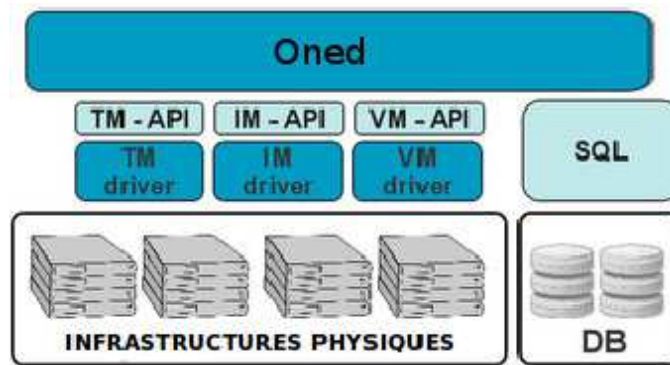 Oned
TM - API
IM - API
VM - API
SQL
TM
driver
IM
driver
VM
driver
INFRASTRUCTURES PHYSIQUES
DB